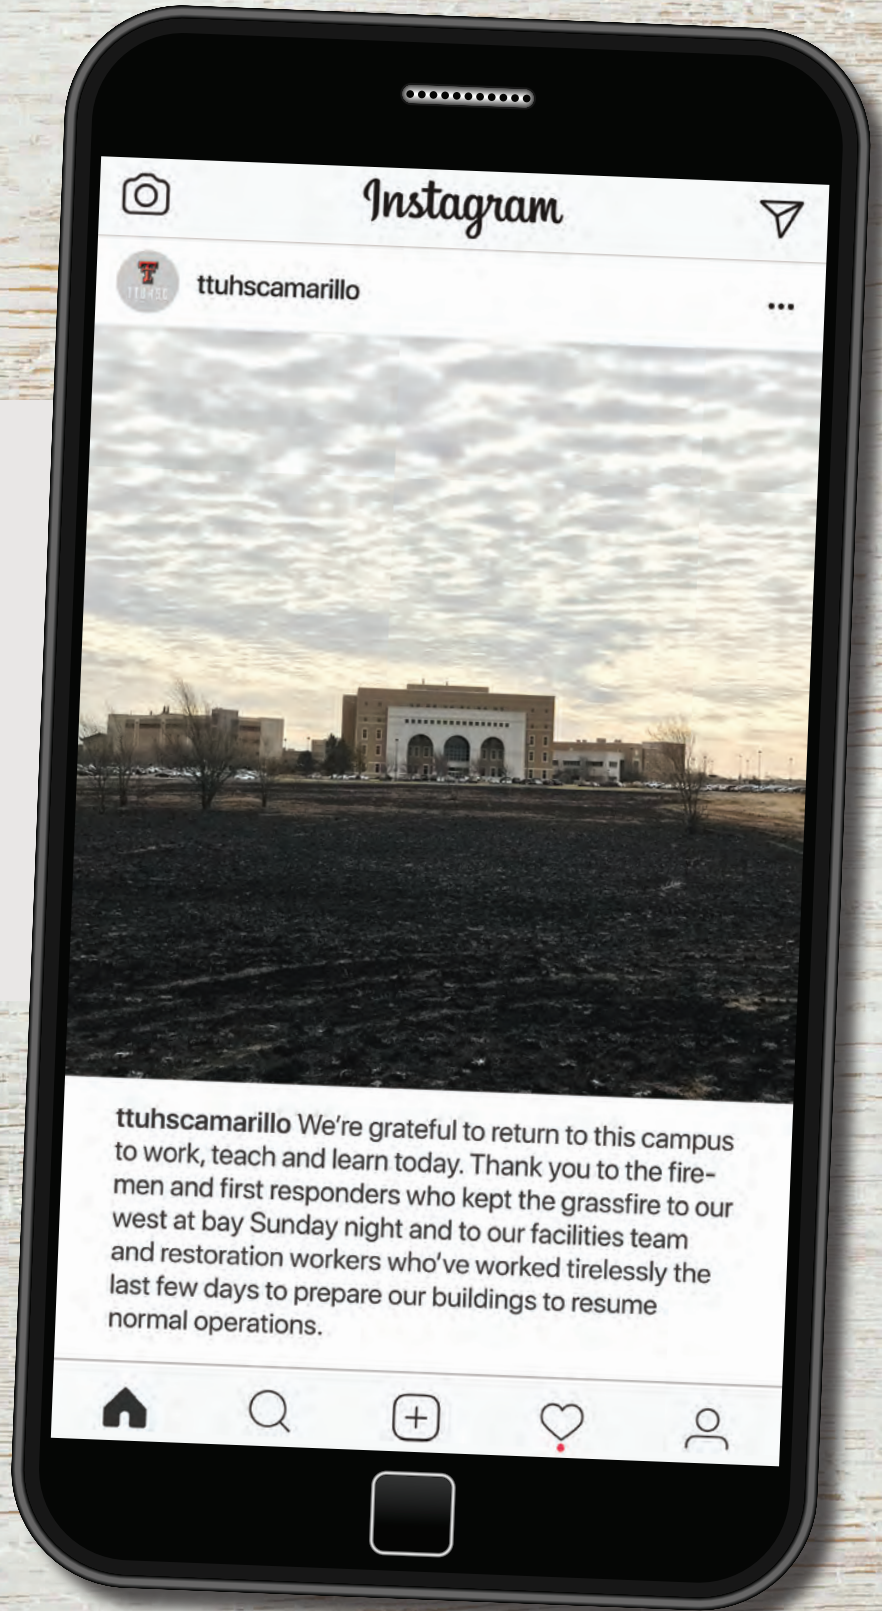 Instagram
T
TTUHSC
ttuhscamarillo
ttuhscamarillo We're grateful to return to this campus
to work, teach and learn today. Thank you to the fire-
men and first responders who kept the grassfire to our
west at bay Sunday night and to our facilities team
and restoration workers who've worked tirelessly the
last few days to prepare our buildings to resume
normal operations.